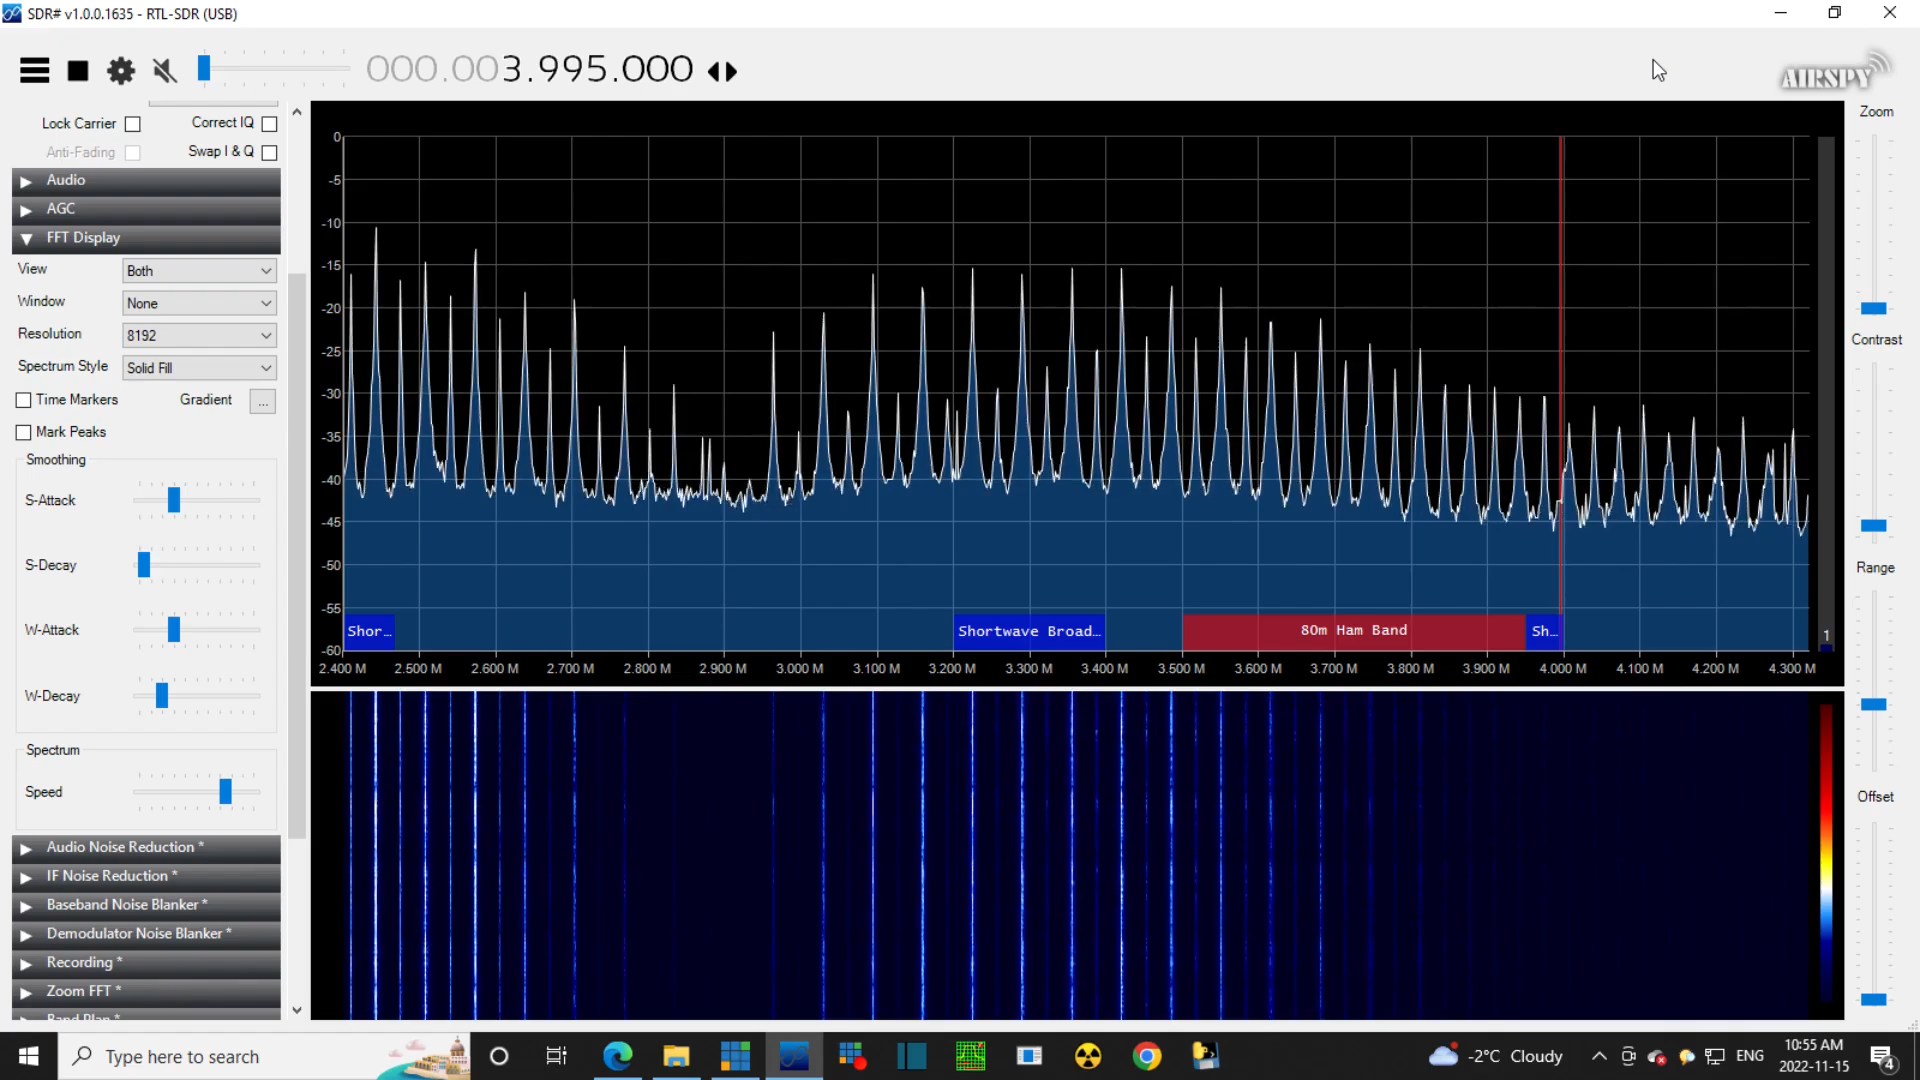 SDR# v1.0.0.1635 - RTL-SDR (USB)
000.003.995.000
AIRSPY
Lock Carrier
Correct IQ
Anti-Fading
Swap I & Q
Audio
AGC
FFT Display
View
Both
Window
None
Resolution
8192
Spectrum Style
Solid Fill
Time Markers
Gradient
...
Mark Peaks
Smoothing
S-Attack
S-Decay
W-Attack
W-Decay
Spectrum
Speed
Audio Noise Reduction *
IF Noise Reduction *
Baseband Noise Blanker *
Demodulator Noise Blanker *
Recording *
Zoom FFT *
Band Plan *
0
-5
-10
-15
-20
-25
-30
-35
-40
-45
-50
-55
-60
Shor...
Shortwave Broad...
80m Ham Band
Sh...
1
2.400 M 2.500 M 2.600 M 2.700 M 2.800 M 2.900 M 3.000 M 3.100 M 3.200 M 3.300 M 3.400 M 3.500 M 3.600 M 3.700 M 3.800 M 3.900 M 4.000 M 4.100 M 4.200 M 4.300 M
Zoom
Contrast
Range
Offset
Type here to search
-2°C Cloudy
ENG
10:55 AM
2022-11-15
4